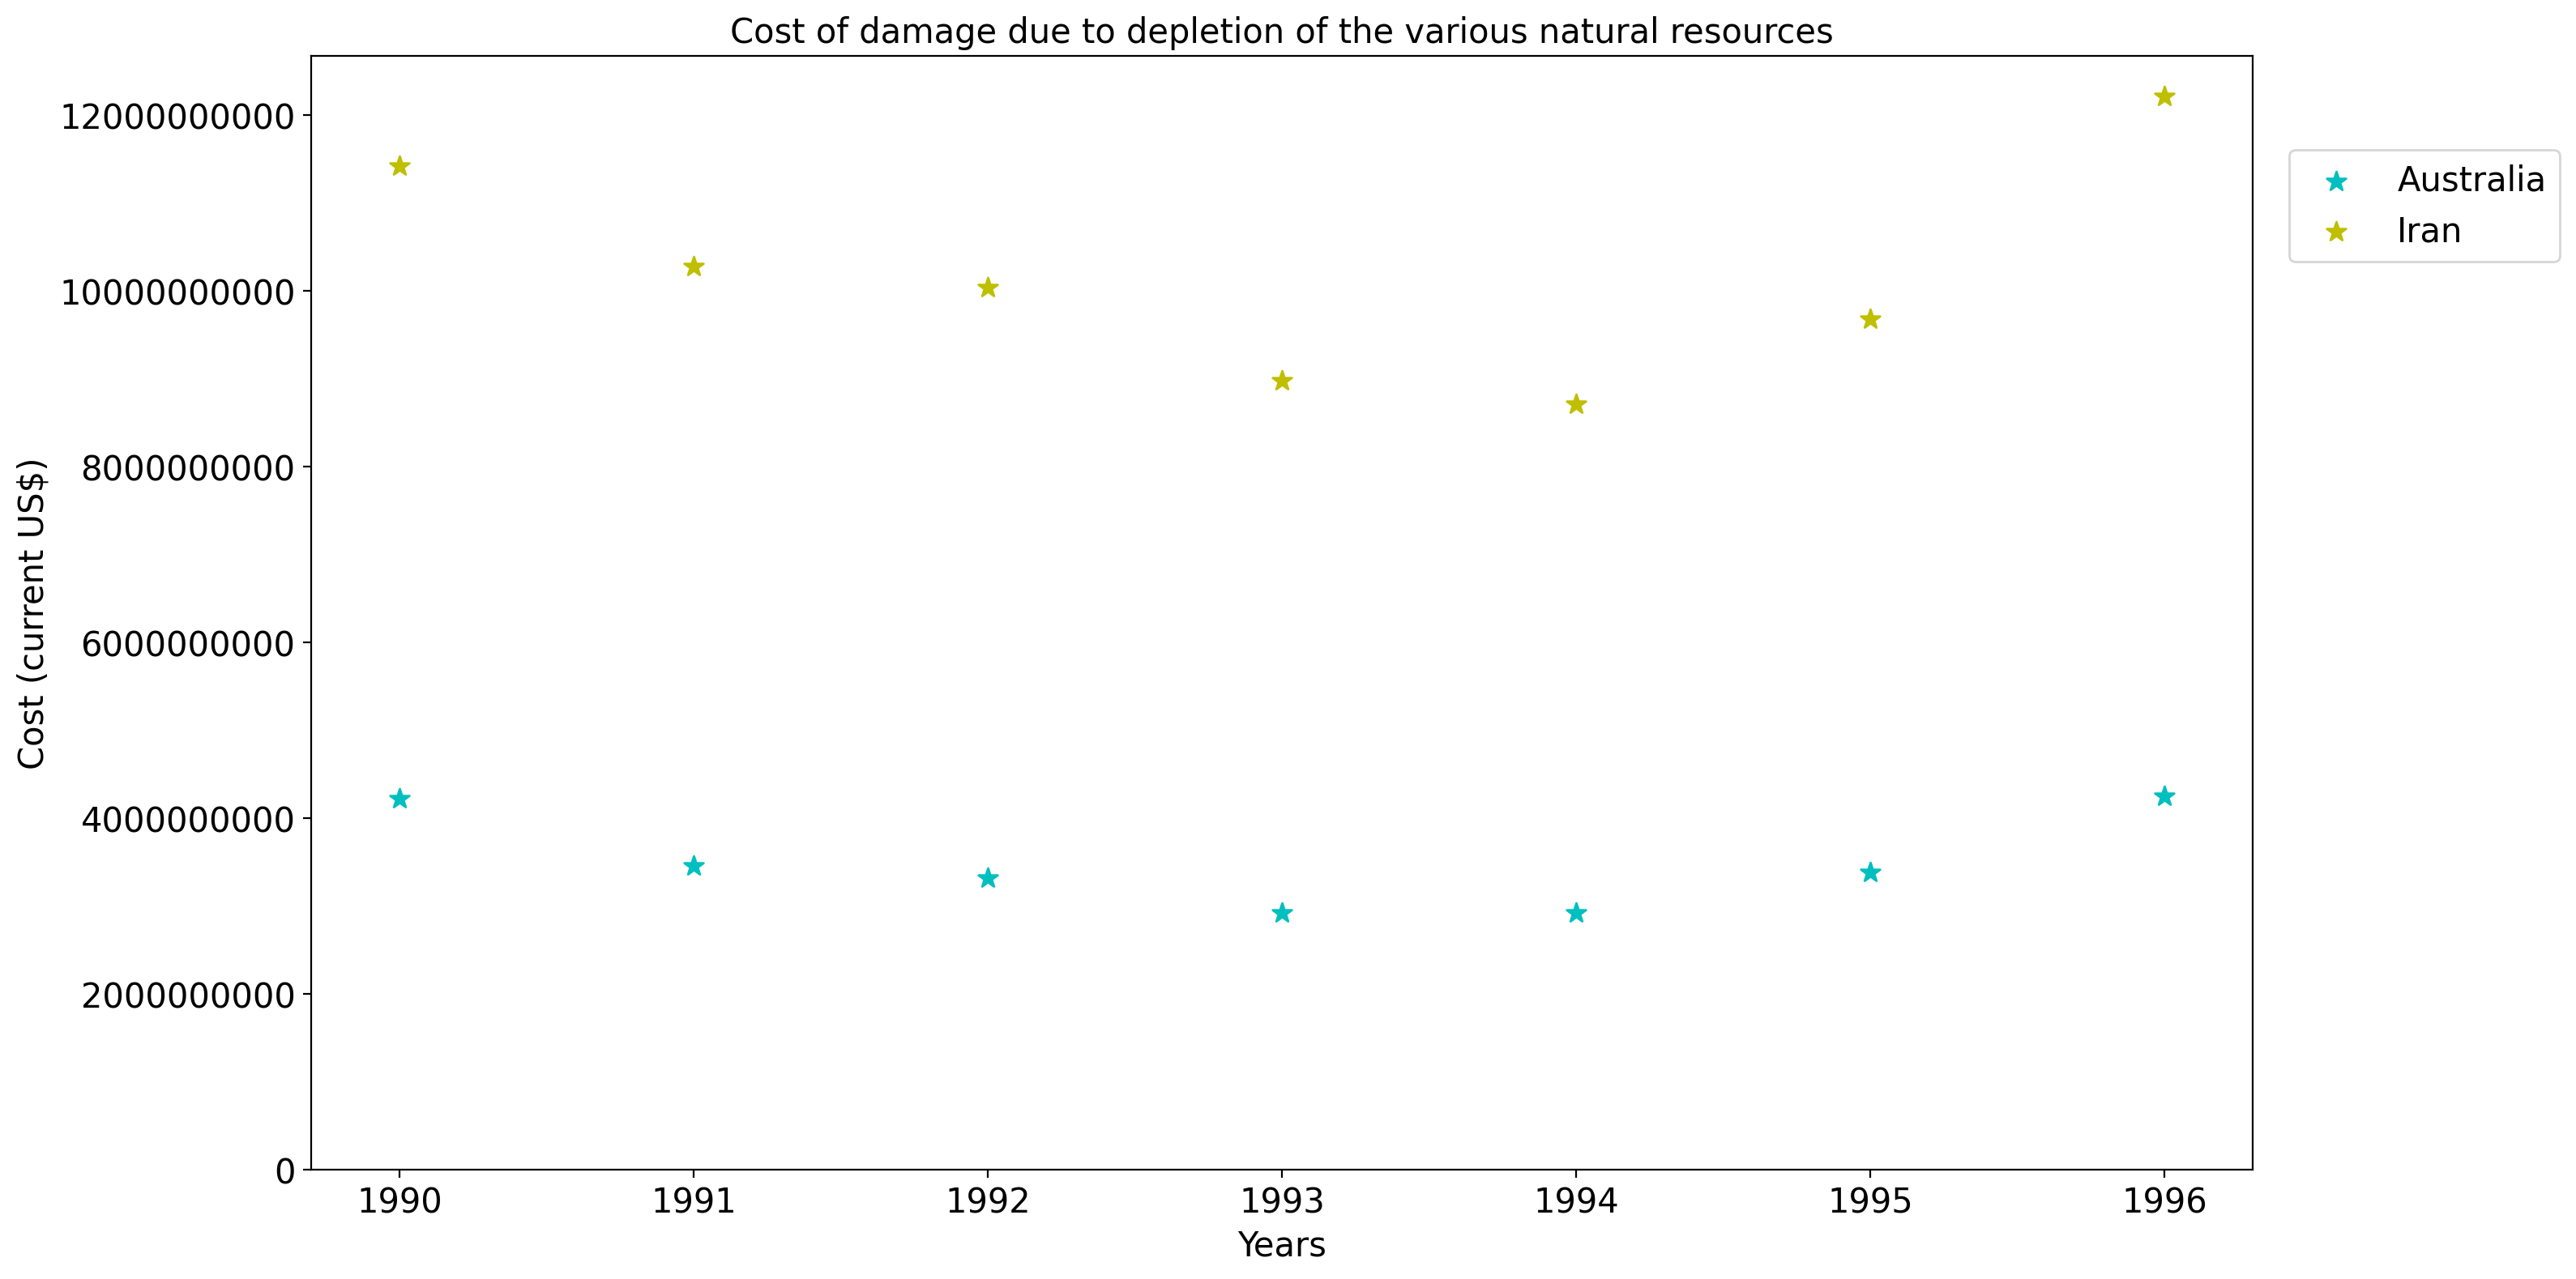 Cost of damage due to depletion of the various natural resources
12000000000
10000000000
8000000000
6000000000
4000000000
2000000000
0
Cost (current US$)
1990 1991 1992 1993 1994 1995 1996
Years
Australia
Iran